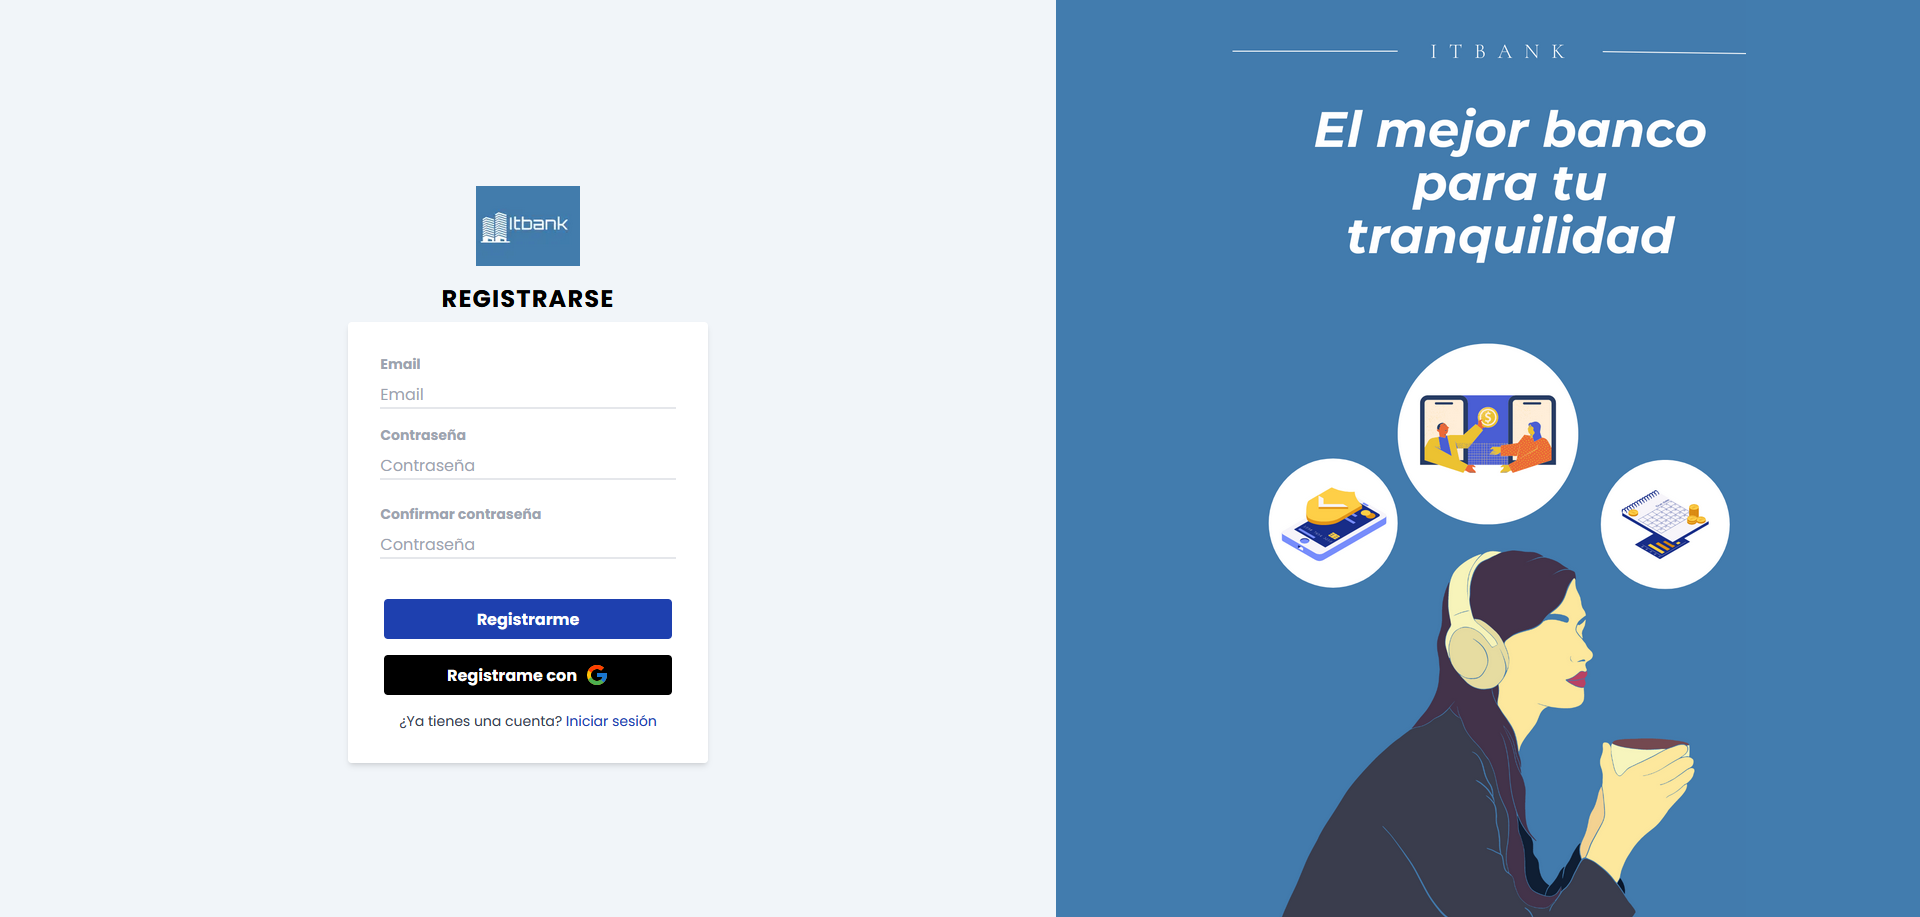 Itbank
REGISTRARSE
Email
Email
Contraseña
Contraseña
Confirmar contraseña
Contraseña
Registrarme
Registrame con
¿Ya tienes una cuenta? Iniciar sesión
ITBANK
El mejor banco
para tu
tranquilidad